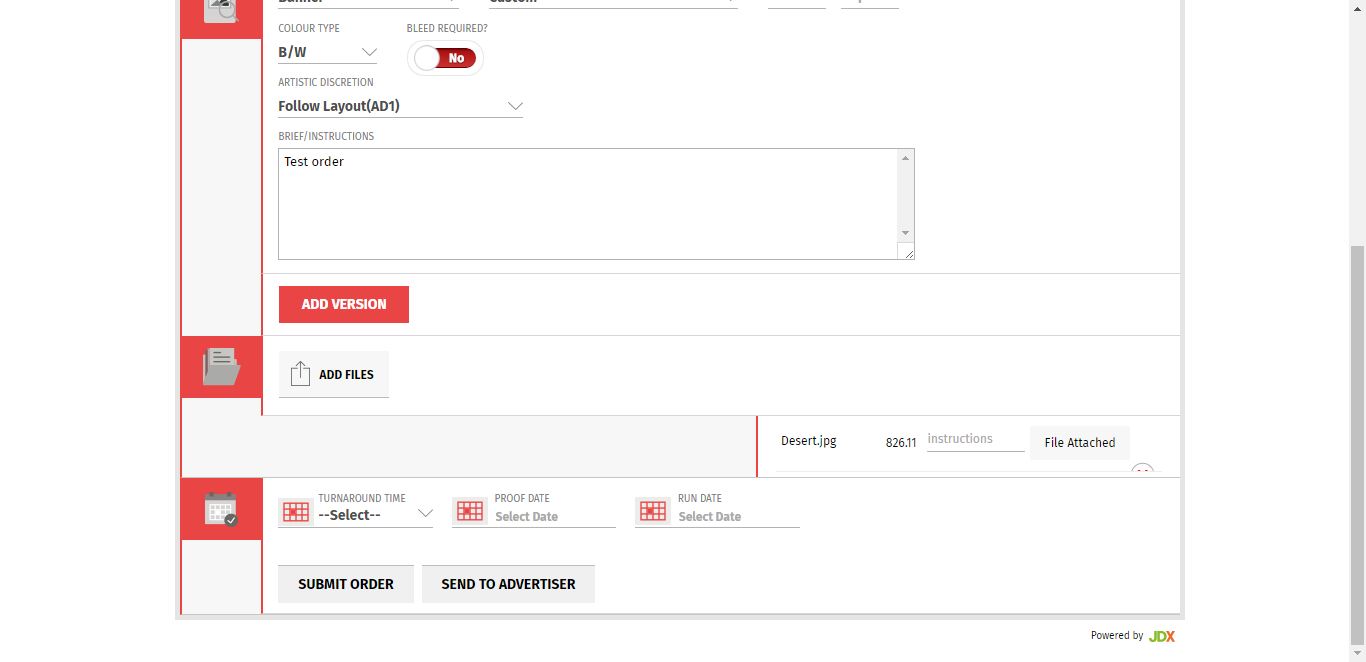 COLOUR TYPE BLEED REQUIRED?
B/W No
ARTISTIC DISCRETION
Follow Layout(AD1)
BRIEF/INSTRUCTIONS
Test order
ADD VERSION
ADD FILES
Desert.jpg 826.11 instructions File Attached
TURNAROUND TIME PROOF DATE RUN DATE
--Select-- Select Date Select Date
SUBMIT ORDER SEND TO ADVERTISER
Powered by JDX